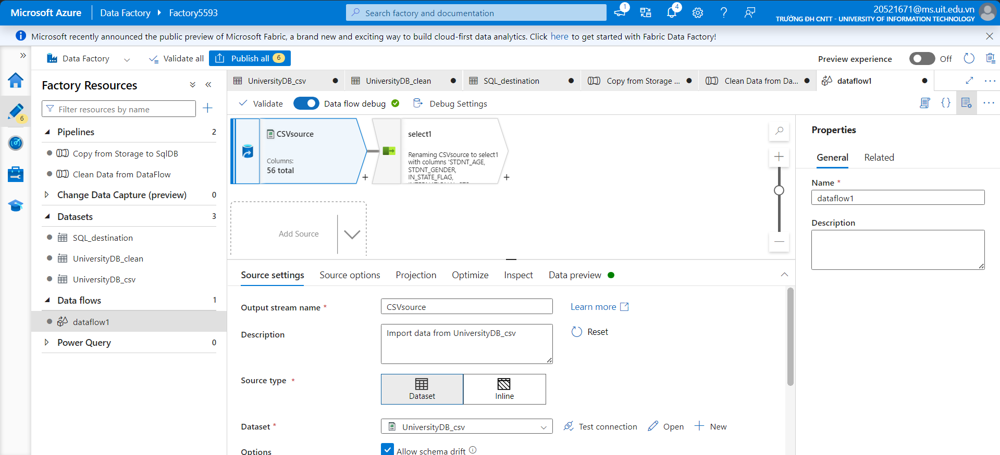 Microsoft Azure
Data Factory
Factory5593
Search factory and documentation
1
4
20521671@ms.uit.edu.vn
TRƯỜNG ĐH CNTT - UNIVERSITY OF INFORMATION TECHNOLOGY
Microsoft recently announced the public preview of Microsoft Fabric, a brand new and exciting way to build cloud-first data analytics. Click here to get started with Fabric Data Factory!
Data Factory
Validate all
Publish all 6
Preview experience
Off
6
Factory Resources
Filter resources by name
Pipelines 2
Copy from Storage to SqlDB
Clean Data from DataFlow
Change Data Capture (preview) 0
Datasets 3
SQL_destination
UniversityDB_clean
UniversityDB_csv
Data flows 1
dataflow1
Power Query 0
UniversityDB_csv
UniversityDB_clean
SQL_destination
Copy from Storage ...
Clean Data from Da...
dataflow1
Validate
Data flow debug
Debug Settings
CSVsource
Columns:
56 total
select1
Renaming CSVsource to select1
with columns 'STDNT_AGE,
STDNT_GENDER,
IN_STATE_FLAG,
Add Source
Source settings
Source options
Projection
Optimize
Inspect
Data preview
Output stream name *
CSVsource
Learn more
Description
Import data from UniversityDB_csv
Reset
Source type *
Dataset
Inline
Dataset *
UniversityDB_csv
Test connection
Open
New
Options
Allow schema drift
Properties
General
Related
Name *
dataflow1
Description